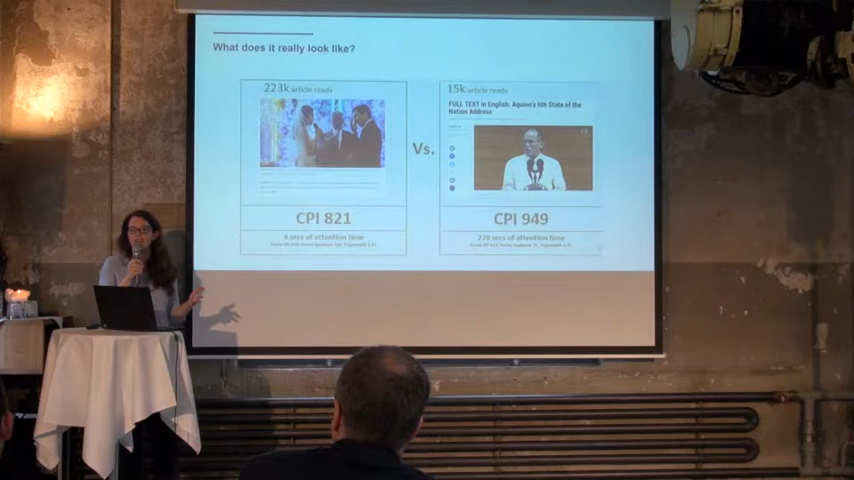 What does it really look like?
223k article reads
15k article reads
FULL TEXT in English: Aquino's 6th State of the
Nation Address
Vs.
CPI 821
CPI 949
4 secs of attention time
270 secs of attention time